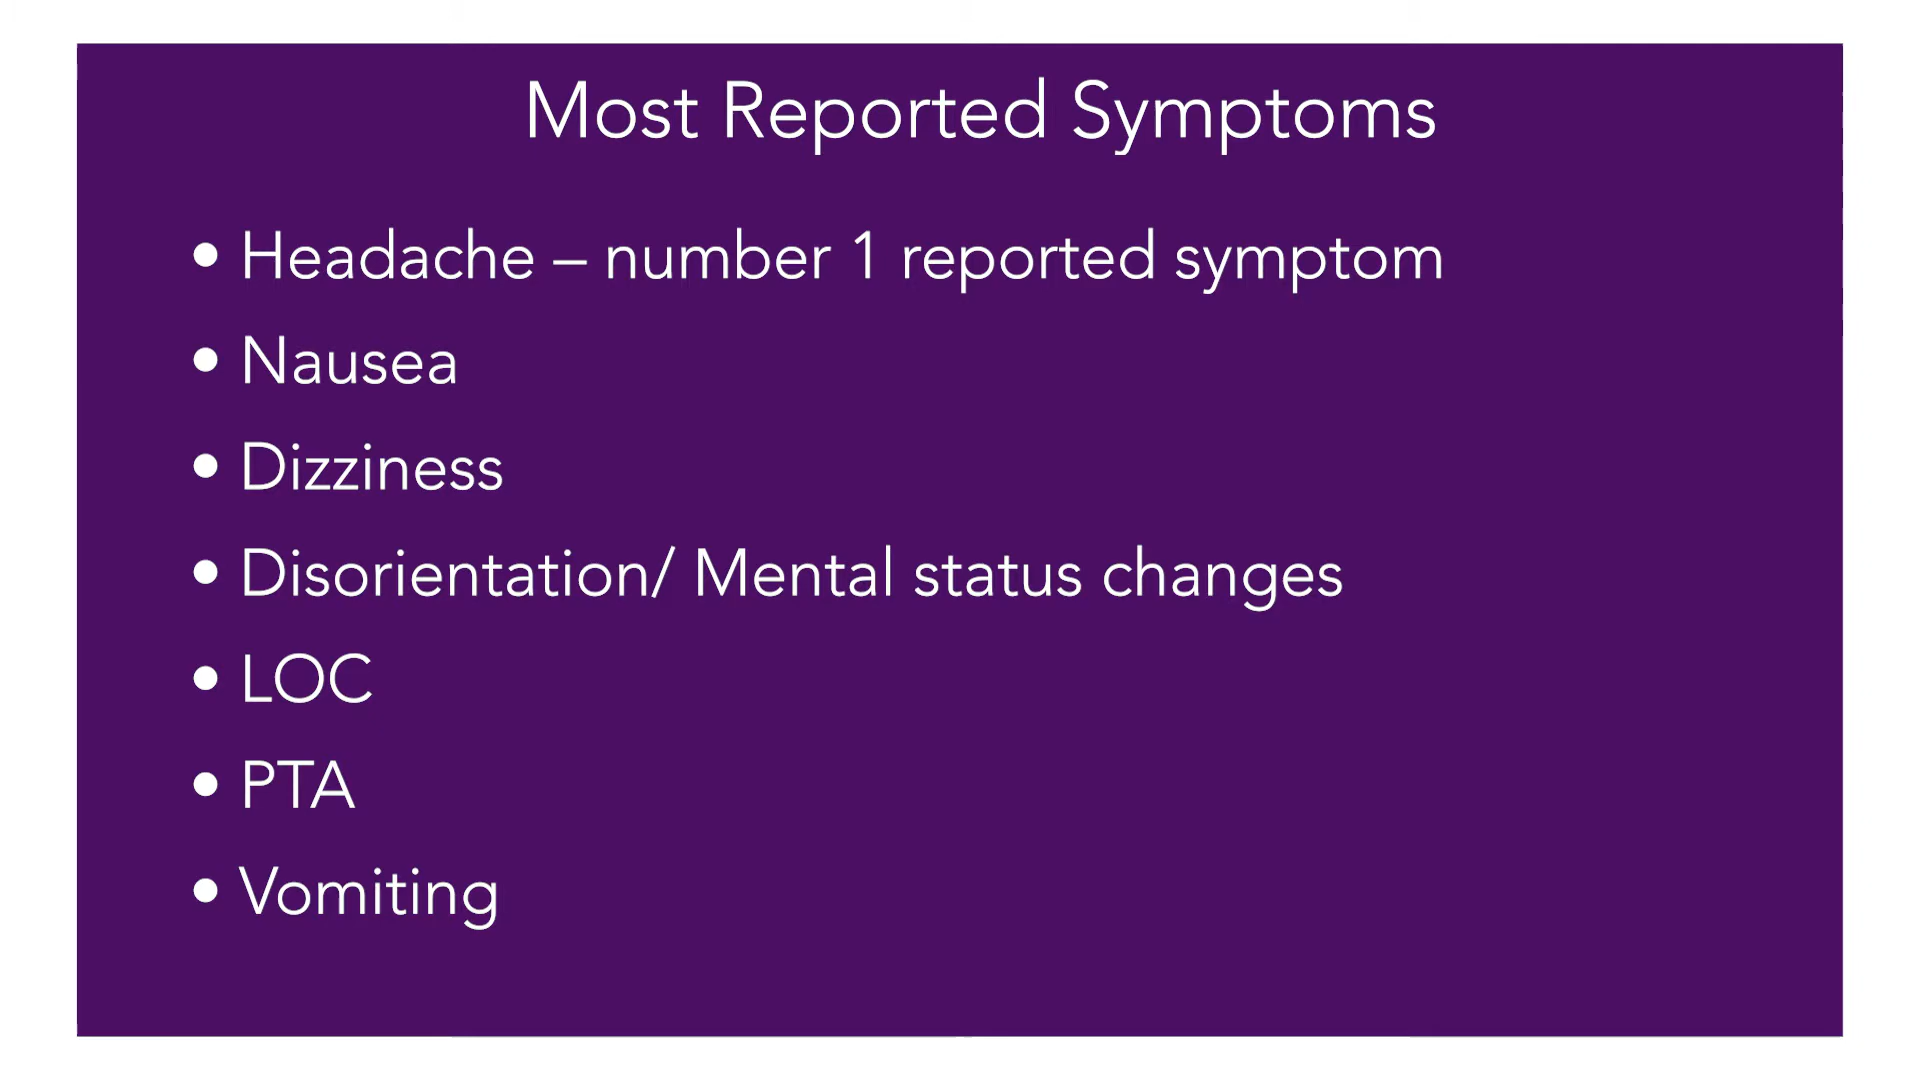 Most Reported Symptoms
• Headache – number 1 reported symptom
• Nausea
• Dizziness
• Disorientation/ Mental status changes
• LOC
• PTA
• Vomiting